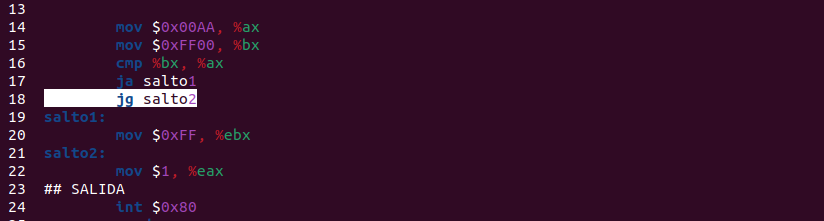 13
14 mov $0x00AA, %ax
15 mov $0xFF00, %bx
16 cmp %bx, %ax
17 ja salto1
18 jg salto2
19 salto1:
20 mov $0xFF, %ebx
21 salto2:
22 mov $1, %eax
23 ## SALIDA
24 int $0x80